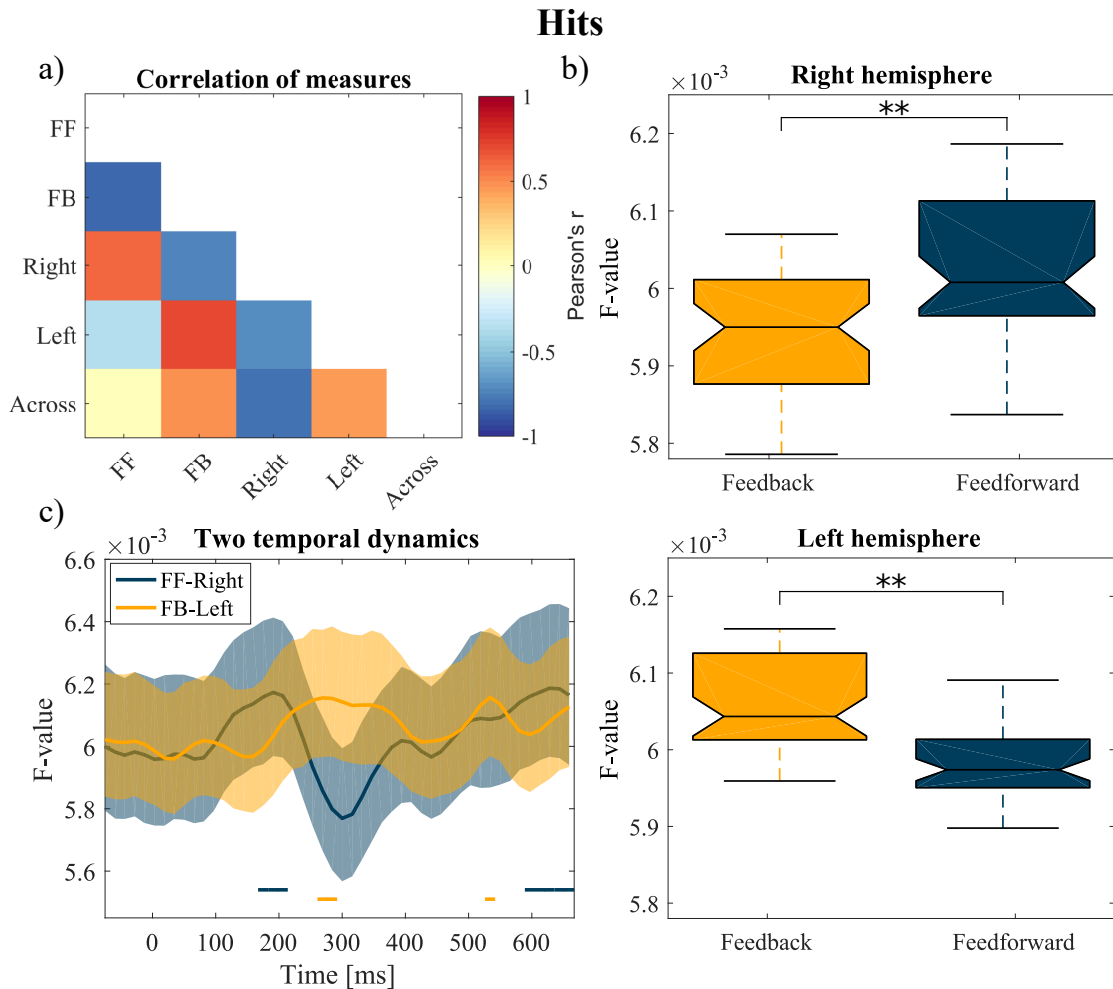 Hits
a)
Correlation of measures
FF
FB
Right
Left
Across
FF
FB
Right
Left
Across
1
0.5
0
-0.5
-1
Pearson's r
b)
×10⁻³
Right hemisphere
**
6.2
6.1
6
5.9
5.8
F-value
Feedback
Feedforward
c)
×10⁻³
Two temporal dynamics
FF-Right
FB-Left
6.6
6.4
6.2
6
5.8
5.6
F-value
0
100
200
300
400
500
600
Time [ms]
×10⁻³
Left hemisphere
**
6.2
6.1
6
5.9
5.8
F-value
Feedback
Feedforward